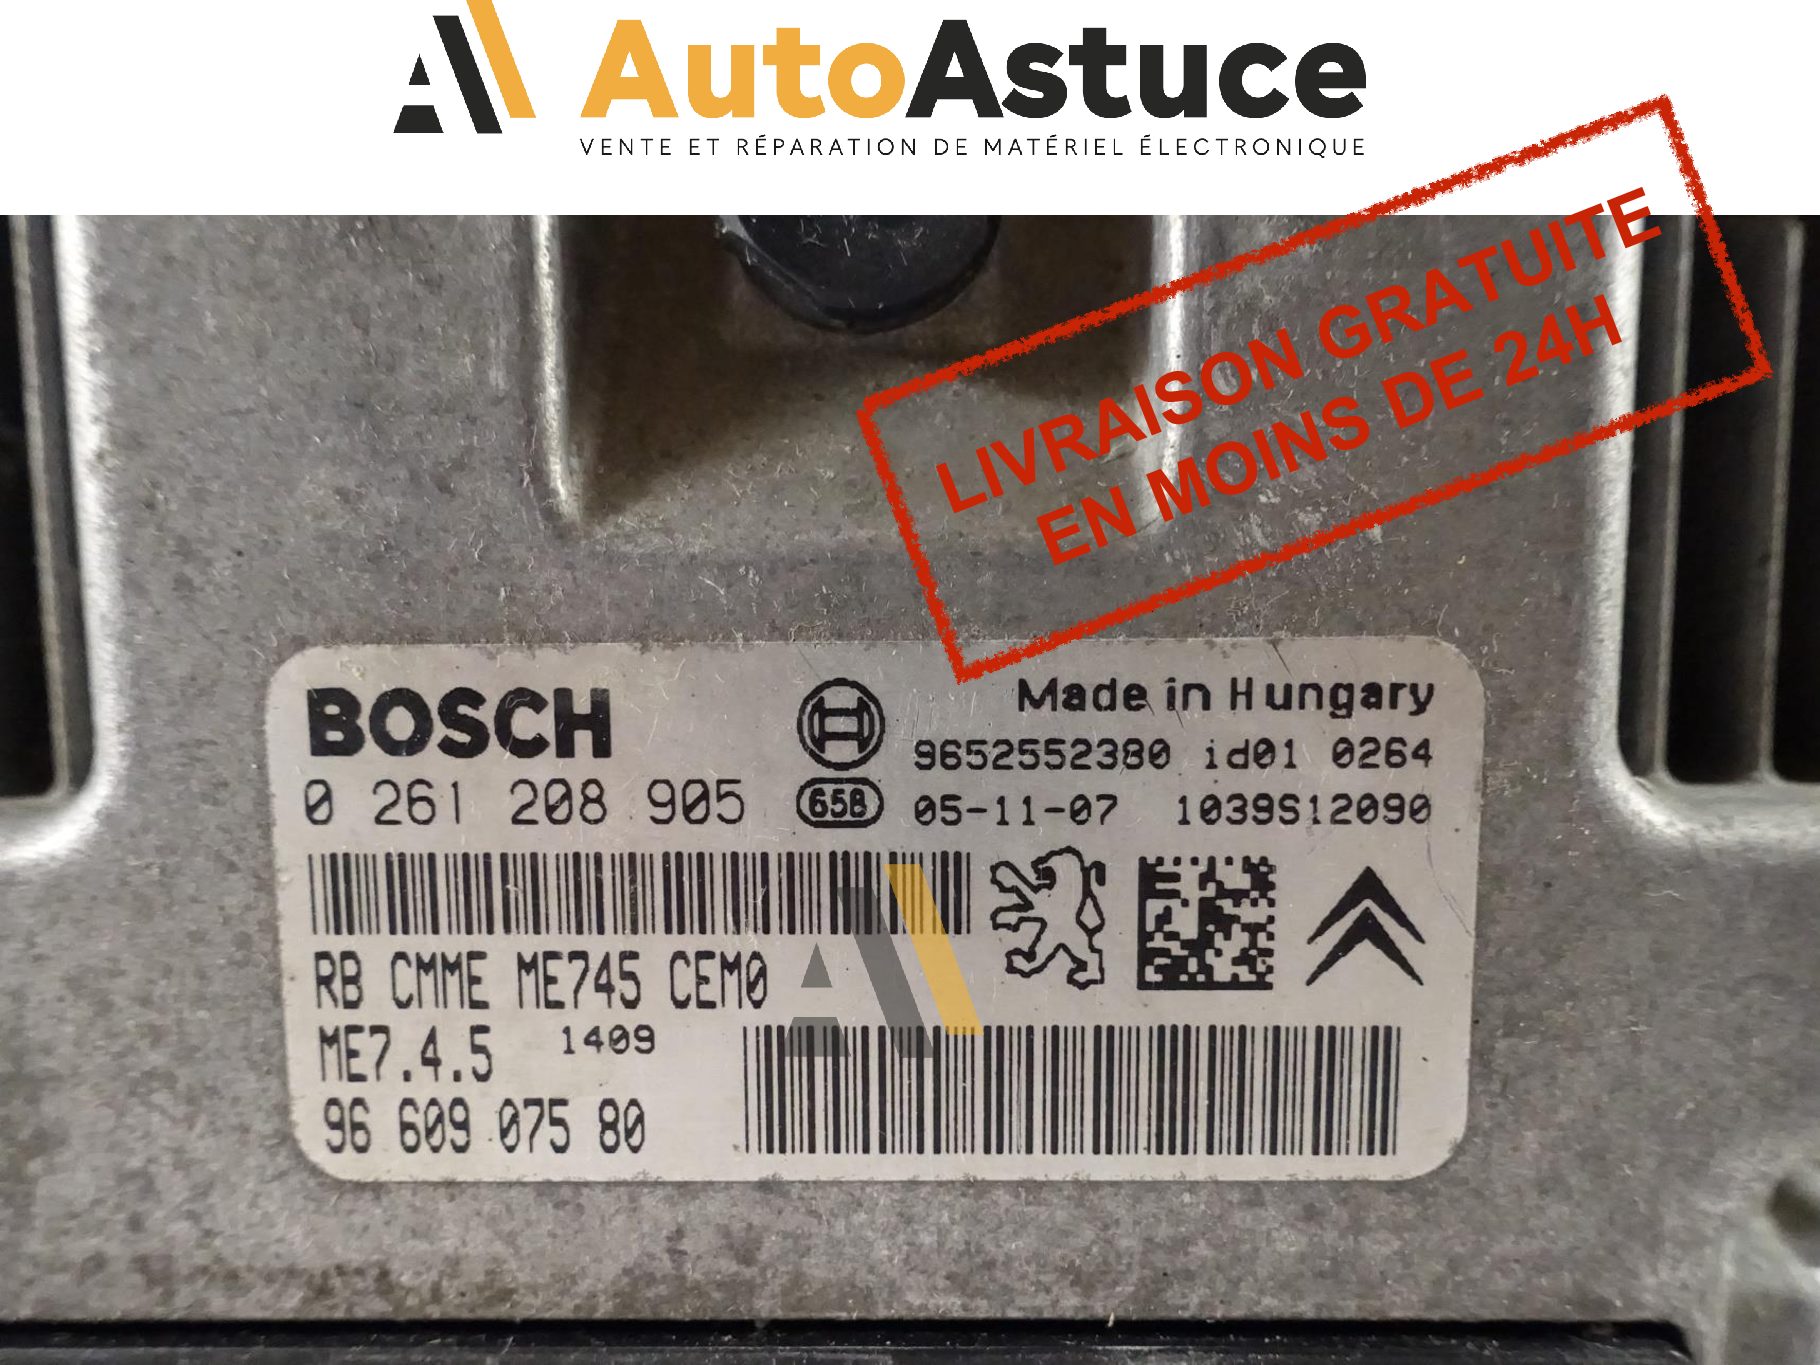 AutoAstuce
VENTE ET RÉPARATION DE MATÉRIEL ÉLECTRONIQUE
LIVRAISON GRATUITE
EN MOINS DE 24H
BOSCH
Made in Hungary
9652552380 id01 0264
0 261 208 905
65B
05-11-07 1039S12090
RB CMME ME745 CEM0
ME7.4.5 1409
96 609 075 80